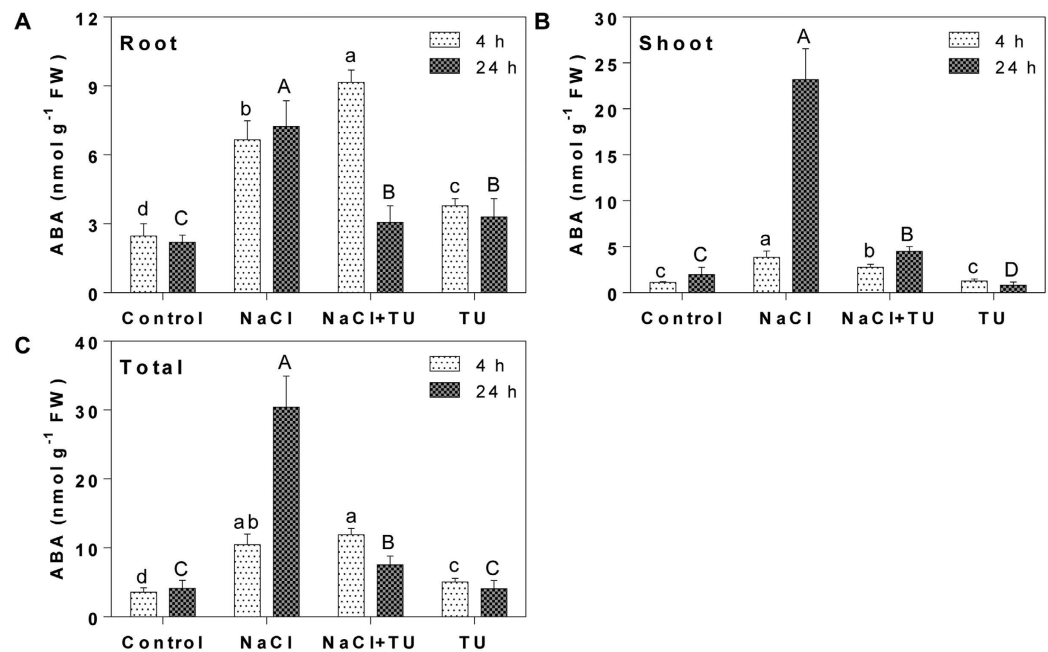 A
Root
4 h
24 h
ABA (nmol g⁻¹ FW)
12
9
6
3
0
d
C
b
A
a
B
c
B
Control
NaCl
NaCl+TU
TU
B
Shoot
4 h
24 h
ABA (nmol g⁻¹ FW)
30
25
20
15
10
5
0
c
C
a
A
b
B
c
D
Control
NaCl
NaCl+TU
TU
C
Total
4 h
24 h
ABA (nmol g⁻¹ FW)
40
30
20
10
0
d
C
ab
A
a
B
c
C
Control
NaCl
NaCl+TU
TU